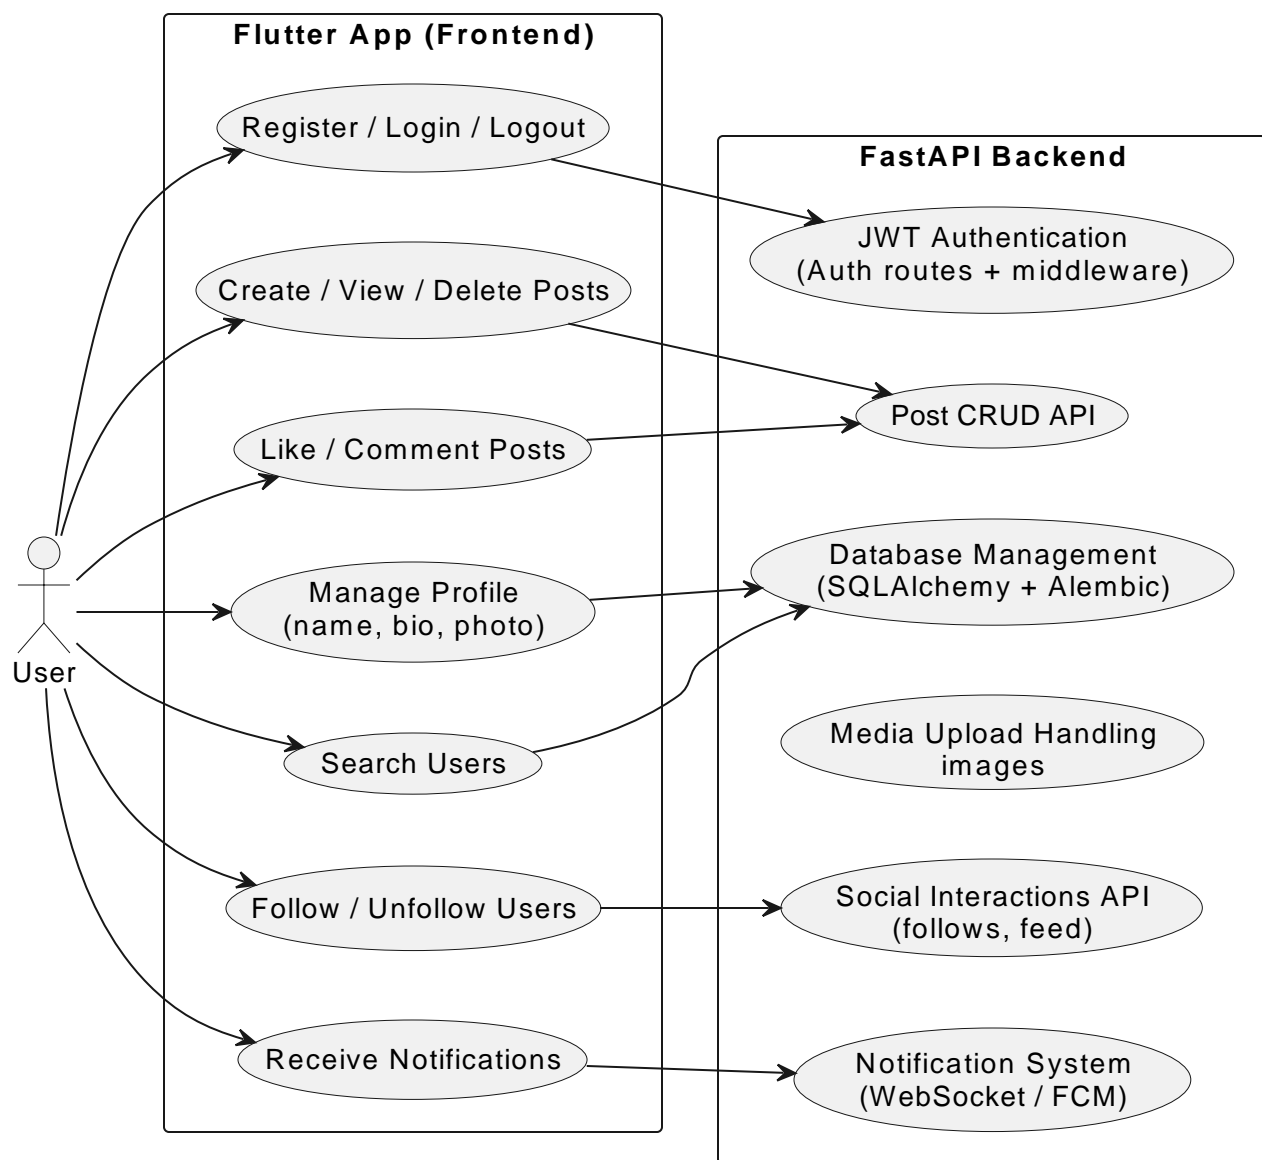 Flutter App (Frontend)
Register / Login / Logout
Create / View / Delete Posts
Like / Comment Posts
Manage Profile
(name, bio, photo)
User
Search Users
Follow / Unfollow Users
Receive Notifications
FastAPI Backend
JWT Authentication
(Auth routes + middleware)
Post CRUD API
Database Management
(SQLAlchemy + Alembic)
Media Upload Handling
images
Social Interactions API
(follows, feed)
Notification System
(WebSocket / FCM)